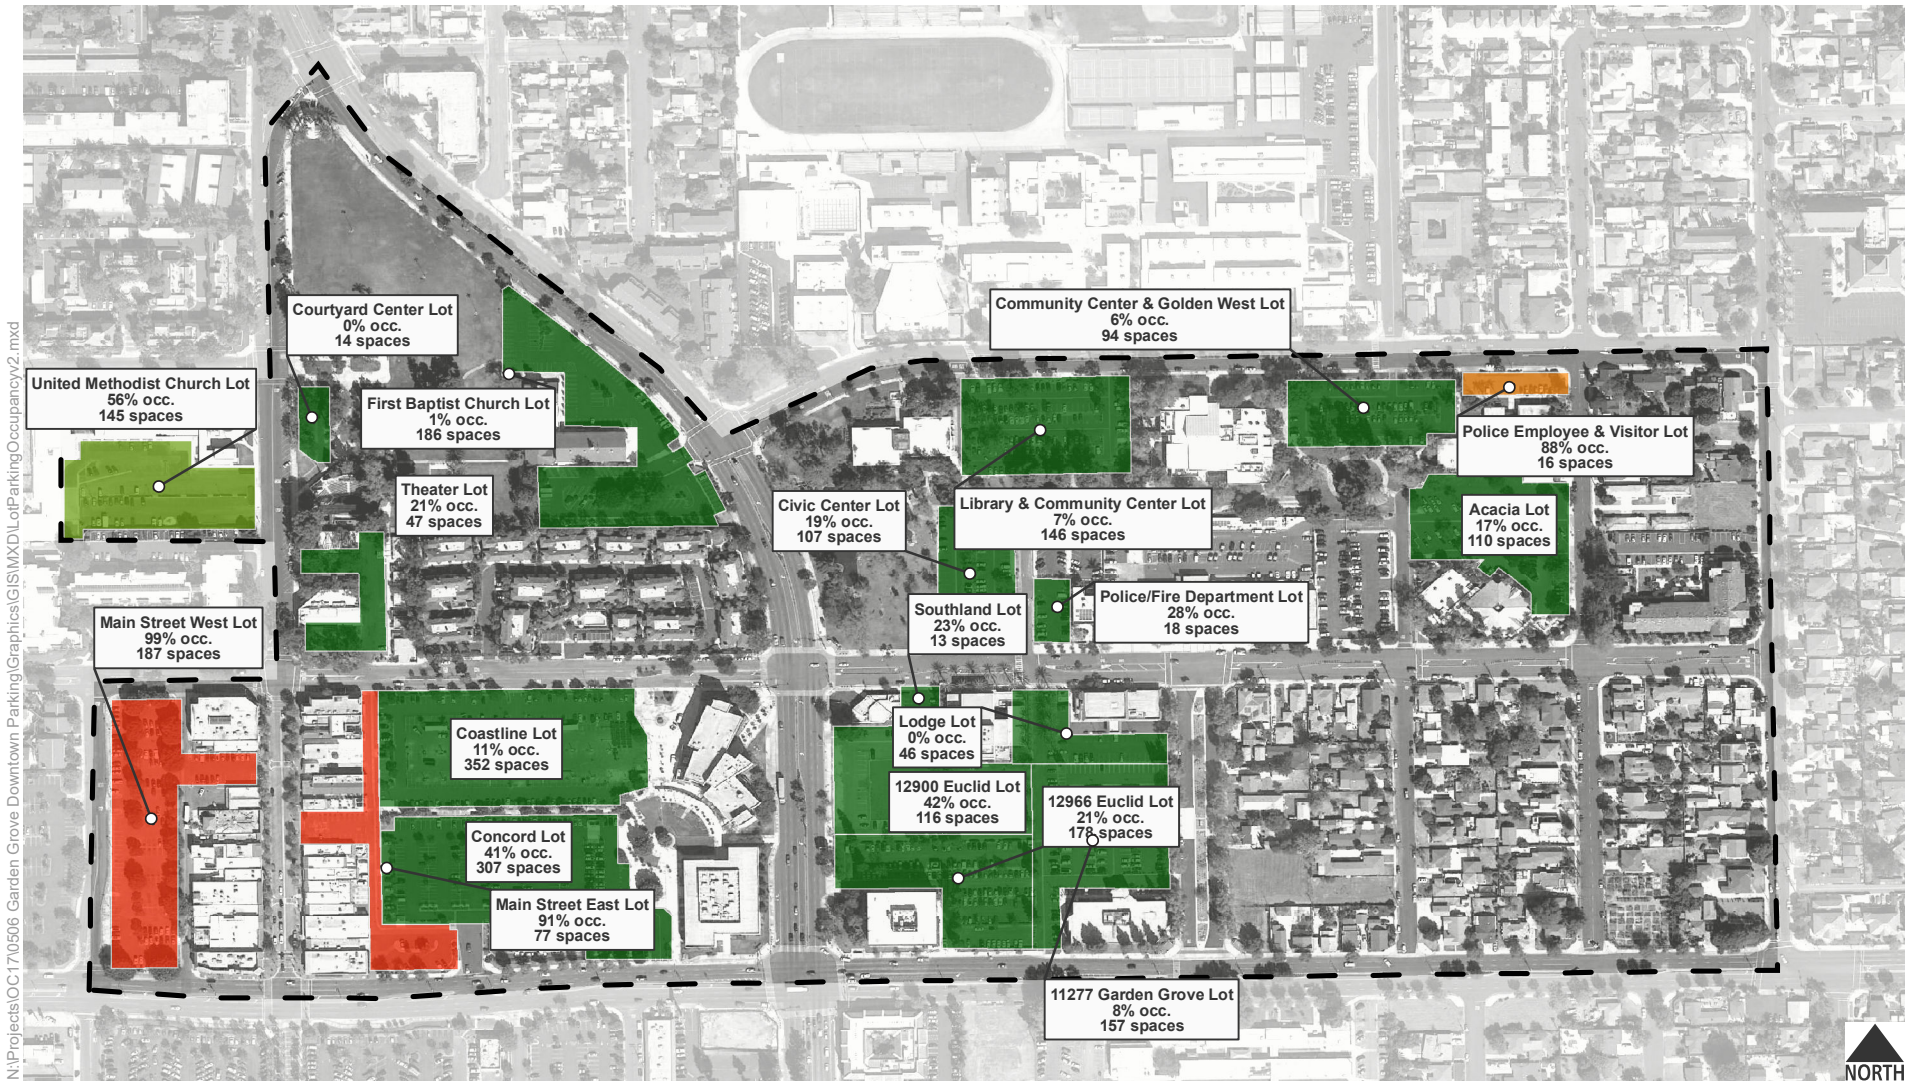 N:\Projects\OC17\0506 Garden Grove Downtown Parking\Graphics\GIS\MXD\LotParkingOccupancyv2.mxd
Courtyard Center Lot
0% occ.
14 spaces
Community Center & Golden West Lot
6% occ.
94 spaces
United Methodist Church Lot
56% occ.
145 spaces
First Baptist Church Lot
1% occ.
186 spaces
Police Employee & Visitor Lot
88% occ.
16 spaces
Theater Lot
21% occ.
47 spaces
Civic Center Lot
19% occ.
107 spaces
Library & Community Center Lot
7% occ.
146 spaces
Acacia Lot
17% occ.
110 spaces
Main Street West Lot
99% occ.
187 spaces
Southland Lot
23% occ.
13 spaces
Police/Fire Department Lot
28% occ.
18 spaces
Coastline Lot
11% occ.
352 spaces
Lodge Lot
0% occ.
46 spaces
12900 Euclid Lot
42% occ.
116 spaces
12966 Euclid Lot
21% occ.
178 spaces
Concord Lot
41% occ.
307 spaces
Main Street East Lot
91% occ.
77 spaces
11277 Garden Grove Lot
8% occ.
157 spaces
NORTH